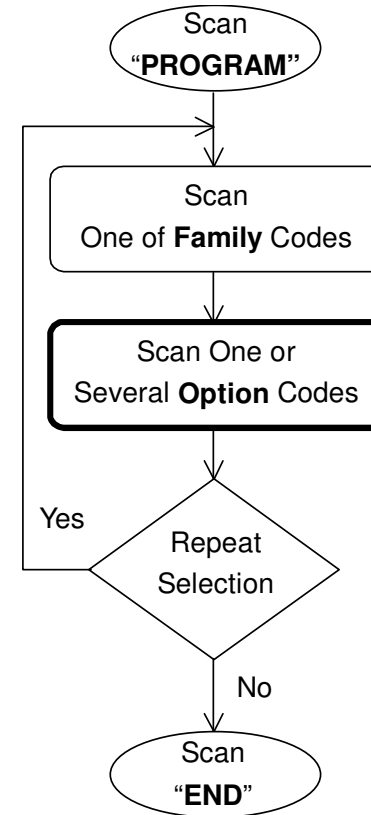 Scan
“PROGRAM”
Scan
One of Family Codes
Scan One or
Several Option Codes
Yes
Repeat
Selection
No
Scan
“END”